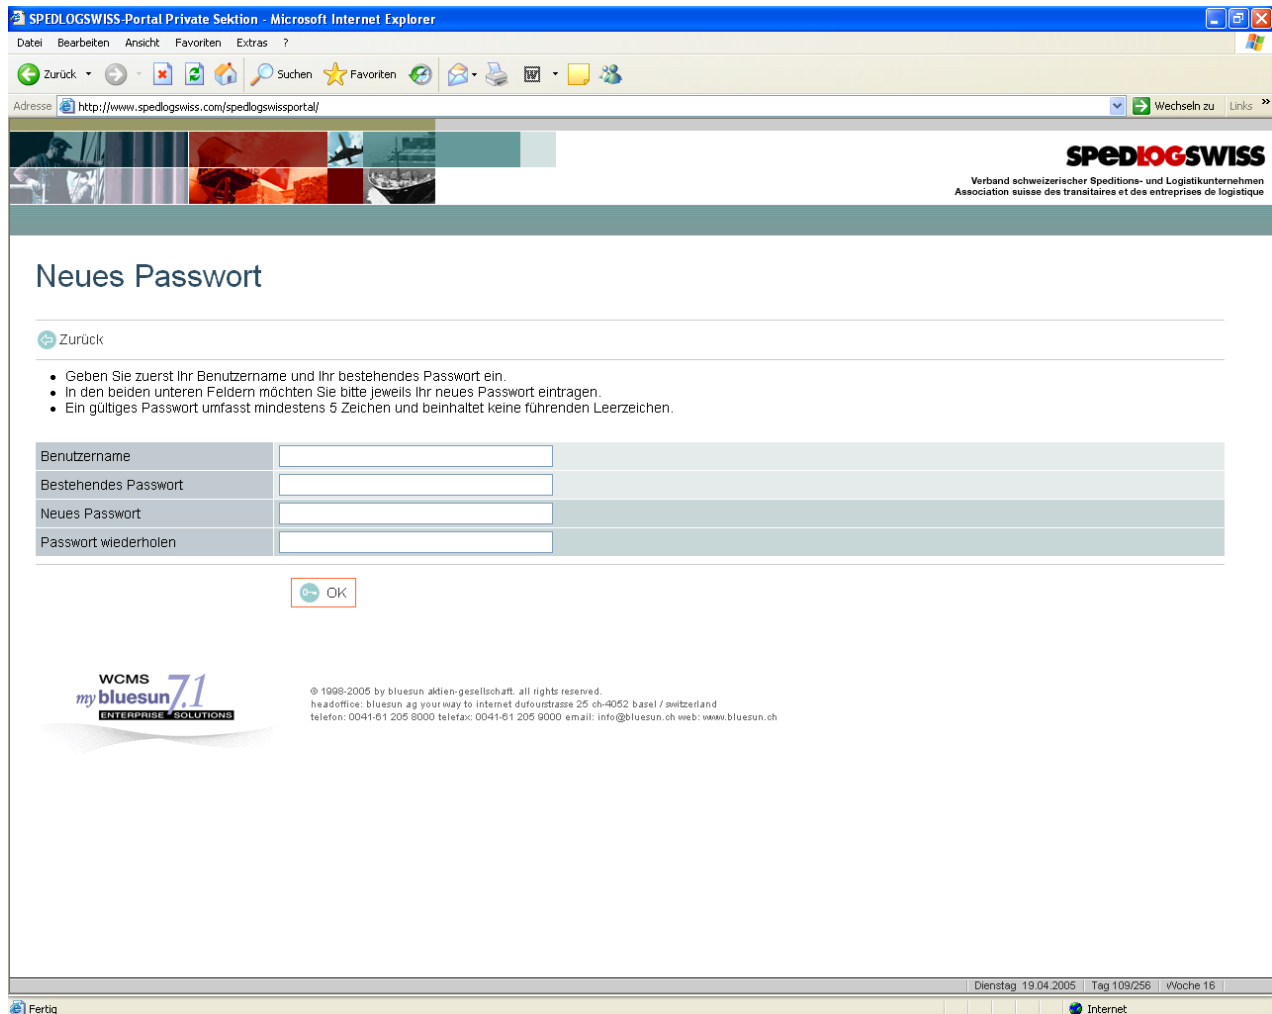 SPEDLOGSWISS-Portal Private Sektion - Microsoft Internet Explorer
Datei Bearbeiten Ansicht Favoriten Extras ?
Zurück Suchen Favoriten
Adresse http://www.spedlogswiss.com/spedlogswissportal/ Wechseln zu Links »
SPEDLOGSWISS
Verband schweizerischer Speditions- und Logistikunternehmen
Association suisse des transitaires et des entreprises de logistique
Neues Passwort
Zurück
• Geben Sie zuerst Ihr Benutzername und Ihr bestehendes Passwort ein.
• In den beiden unteren Feldern möchten Sie bitte jeweils Ihr neues Passwort eintragen.
• Ein gültiges Passwort umfasst mindestens 5 Zeichen und beinhaltet keine führenden Leerzeichen.
Benutzername
Bestehendes Passwort
Neues Passwort
Passwort wiederholen
OK
WCMS
my bluesun 7.1
ENTERPRISE SOLUTIONS
© 1998-2005 by bluesun aktien-gesellschaft. all rights reserved.
headoffice: bluesun ag your way to internet dufourstrasse 25 ch-4052 basel / switzerland
telefon: 0041-61 205 8000 telefax: 0041-61 205 9000 email: info@bluesun.ch web: www.bluesun.ch
Dienstag 19.04.2005 Tag 109/256 Woche 16
Fertig Internet